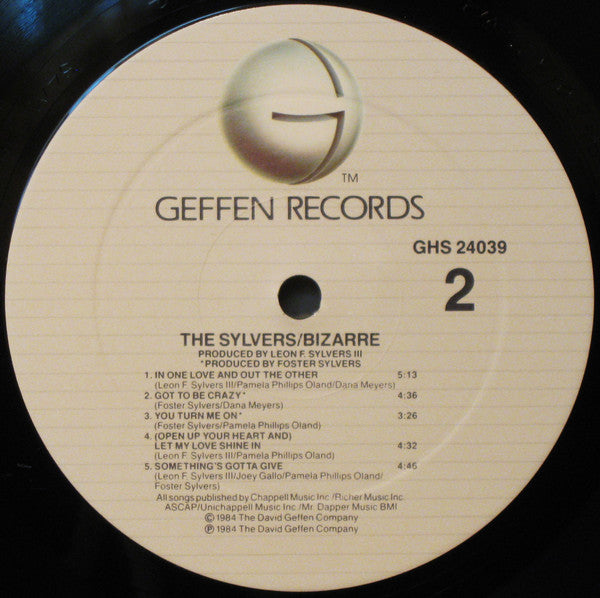 TM
GEFFEN RECORDS
GHS 24039
2
THE SYLVERS/BIZARRE
PRODUCED BY LEON F. SYLVERS III
*PRODUCED BY FOSTER SYLVERS
1. IN ONE LOVE AND OUT THE OTHER 5:13
(Leon F. Sylvers III/Pamela Phillips Oland/Dana Meyers)
2. GOT TO BE CRAZY* 4:36
(Foster Sylvers/Dana Meyers)
3. YOU TURN ME ON* 3:26
(Foster Sylvers/Pamela Phillips Oland)
4. (OPEN UP YOUR HEART AND)
LET MY LOVE SHINE IN 4:32
(Leon F. Sylvers III/Pamela Phillips Oland)
5. SOMETHING'S GOTTA GIVE 4:46
(Leon F. Sylvers III/Joey Gallo/Pamela Phillips Oland/
Foster Sylvers)
All songs published by Chappell Music Inc./Richer Music Inc.
ASCAP/Unichappell Music Inc./Mr. Dapper Music BMI
© 1984 The David Geffen Company
℗ 1984 The David Geffen Company